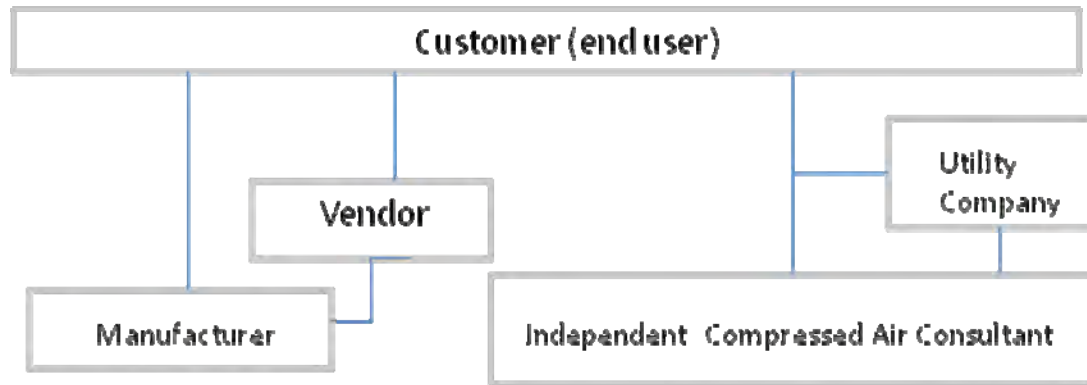 Customer (end user)
Utility
Company
Vendor
Manufacturer
Independent Compressed Air Consultant